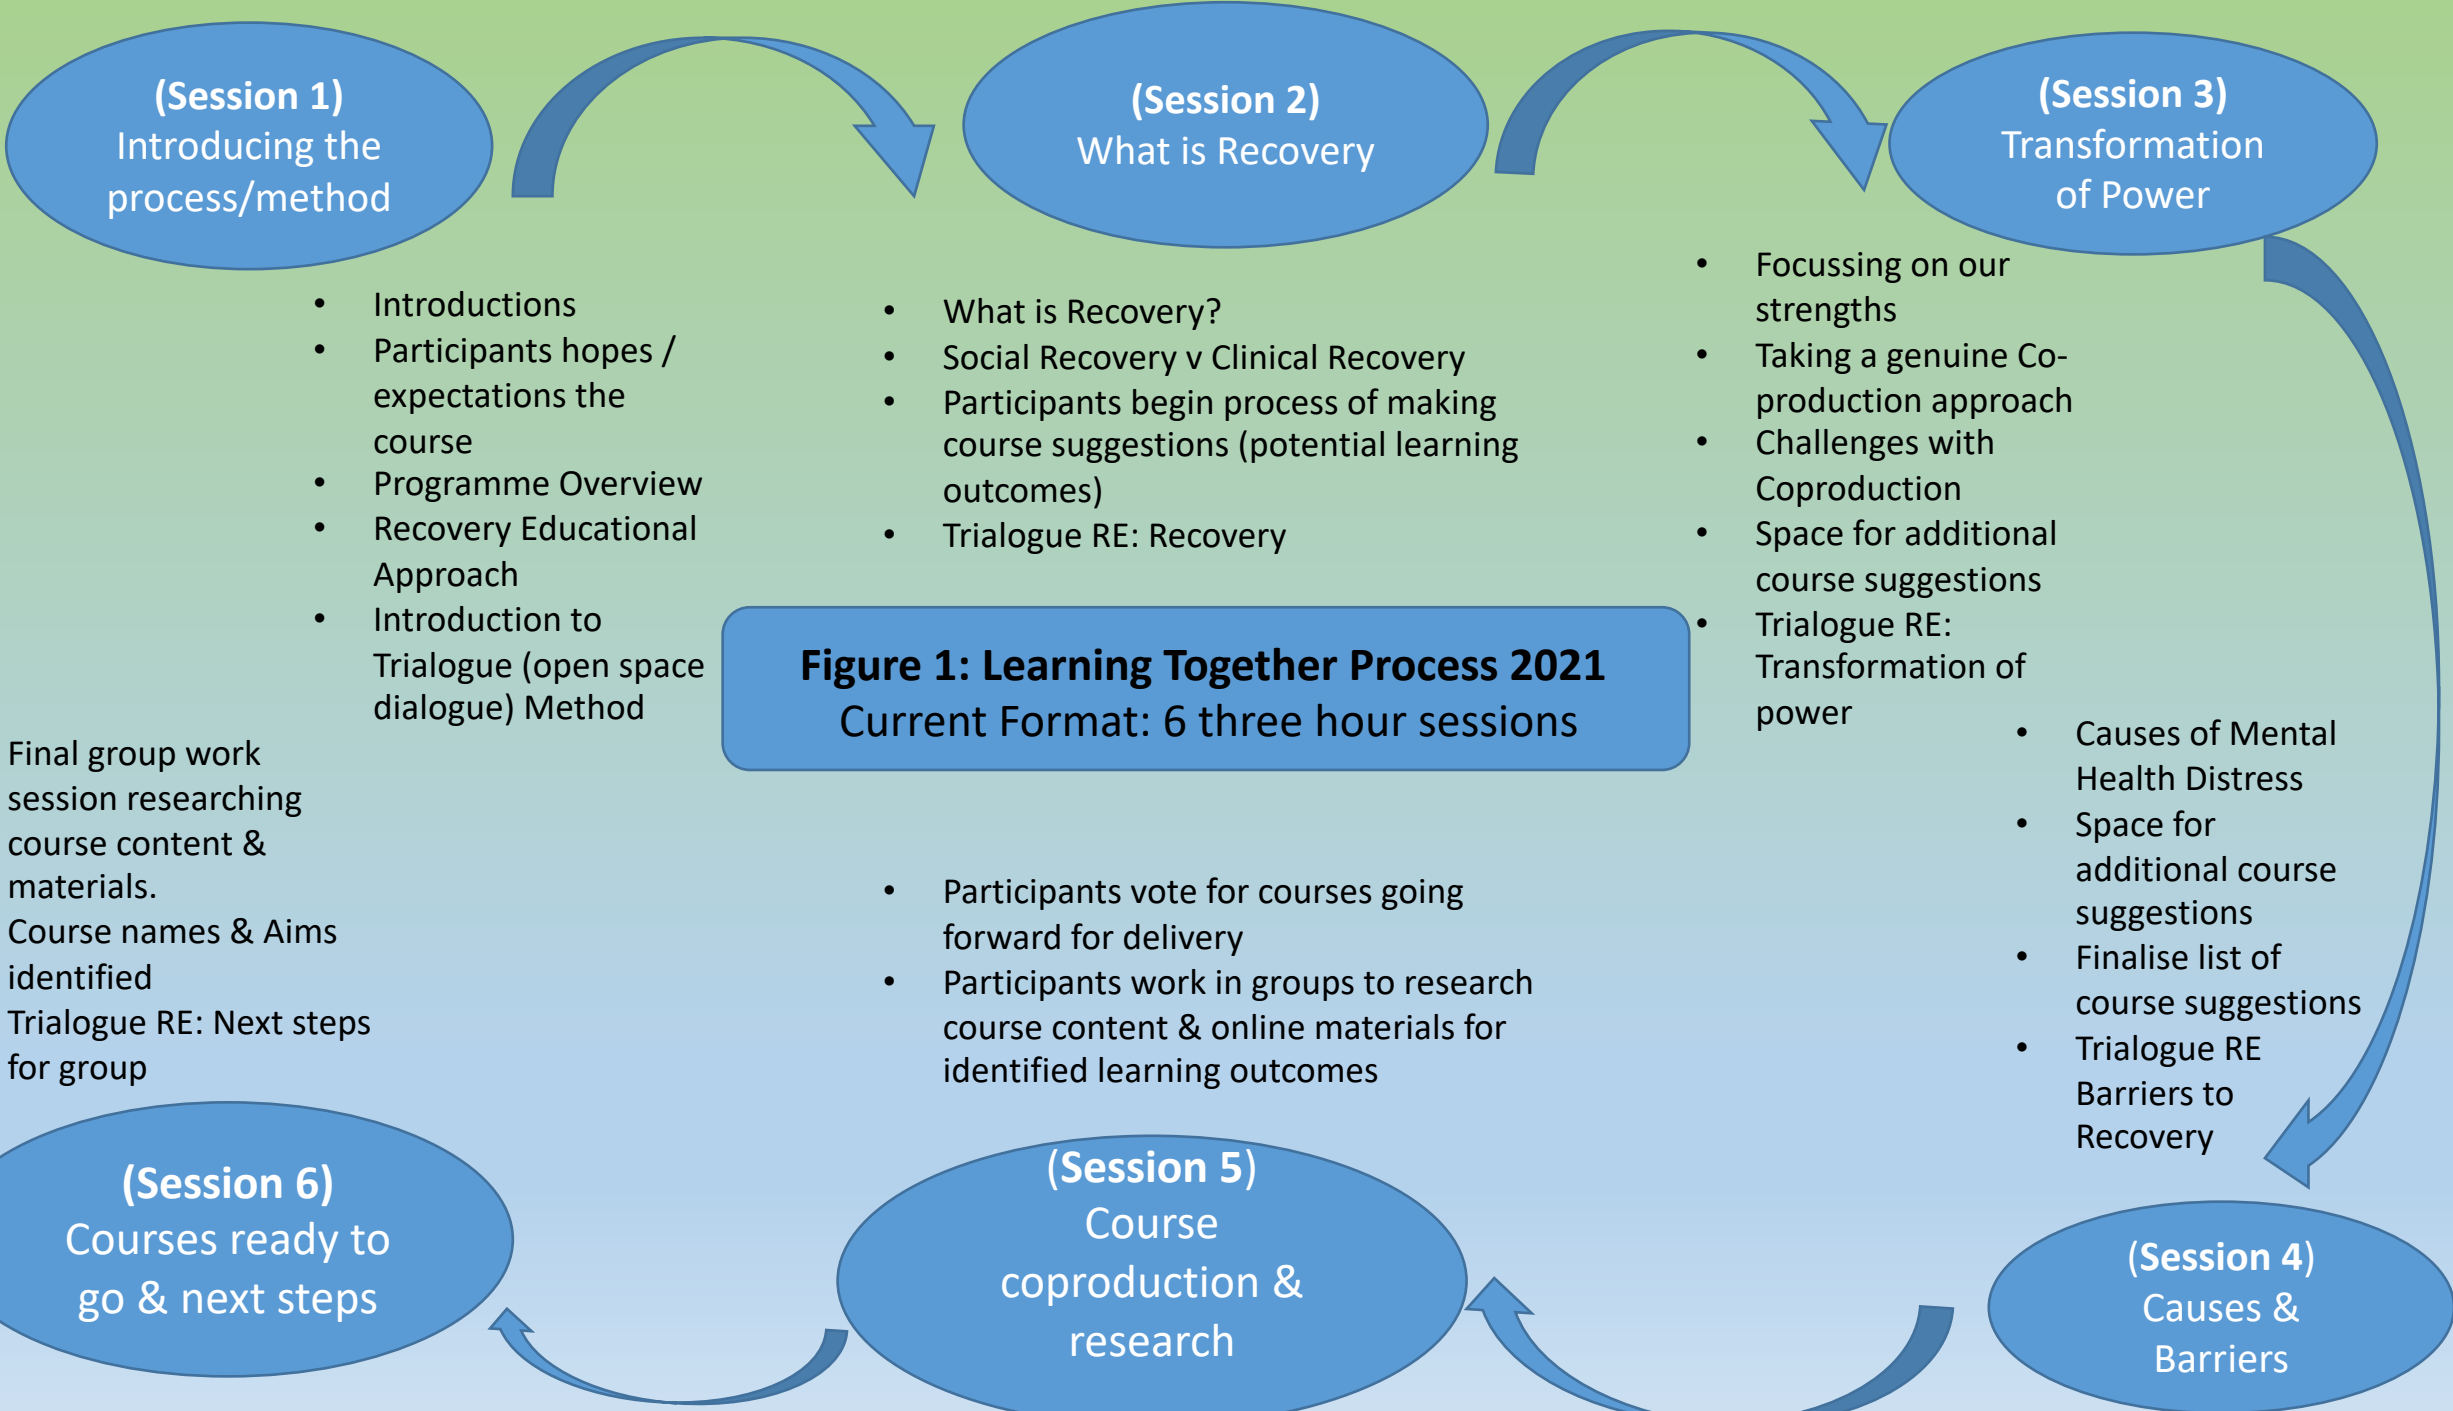 (Session 1)
Introducing the
process/method
(Session 2)
What is Recovery
(Session 3)
Transformation
of Power
• Introductions
• Participants hopes /
expectations the
course
• Programme Overview
• Recovery Educational
Approach
• Introduction to
Trialogue (open space
dialogue) Method
• What is Recovery?
• Social Recovery v Clinical Recovery
• Participants begin process of making
course suggestions (potential learning
outcomes)
• Trialogue RE: Recovery
• Focussing on our
strengths
• Taking a genuine Co-
production approach
• Challenges with
Coproduction
• Space for additional
course suggestions
• Trialogue RE:
Transformation of
power
Figure 1: Learning Together Process 2021
Current Format: 6 three hour sessions
• Causes of Mental
Health Distress
• Space for
additional course
suggestions
• Finalise list of
course suggestions
• Trialogue RE
Barriers to
Recovery
(Session 4)
Causes &
Barriers
• Participants vote for courses going
forward for delivery
• Participants work in groups to research
course content & online materials for
identified learning outcomes
(Session 5)
Course
coproduction &
research
Final group work
session researching
course content &
materials.
Course names & Aims
identified
Trialogue RE: Next steps
for group
(Session 6)
Courses ready to
go & next steps